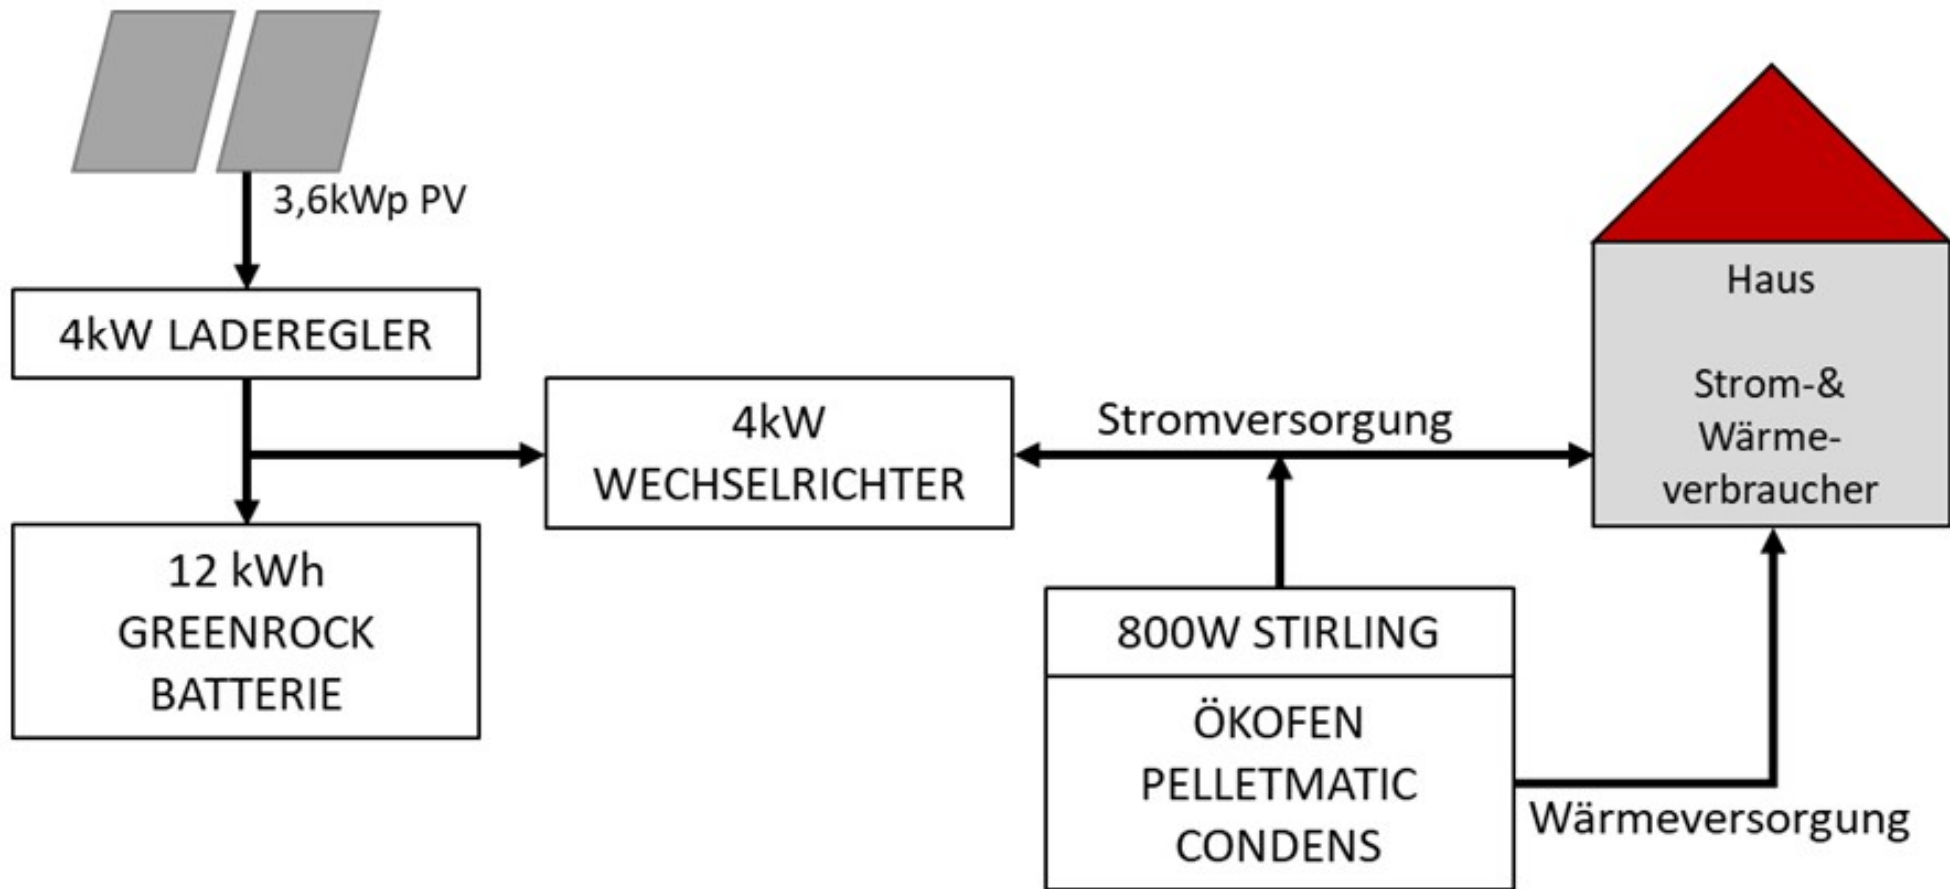 3,6kWp PV
4kW LADEREGLER
12 kWh
GREENROCK
BATTERIE
4kW
WECHSELRICHTER
Stromversorgung
800W STIRLING
ÖKOFEN
PELLETMATIC
CONDENS
Wärmeversorgung
Haus
Strom-&
Wärme-
verbraucher